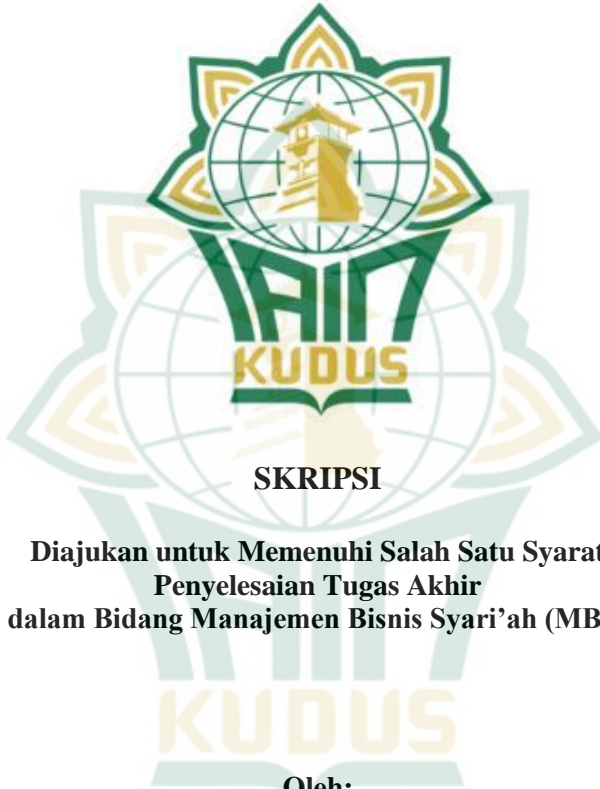 IAIN
KUDUS
SKRIPSI
Diajukan untuk Memenuhi Salah Satu Syarat
Penyelesaian Tugas Akhir
dalam Bidang Manajemen Bisnis Syari’ah (MB
KUDUS
Oleh: